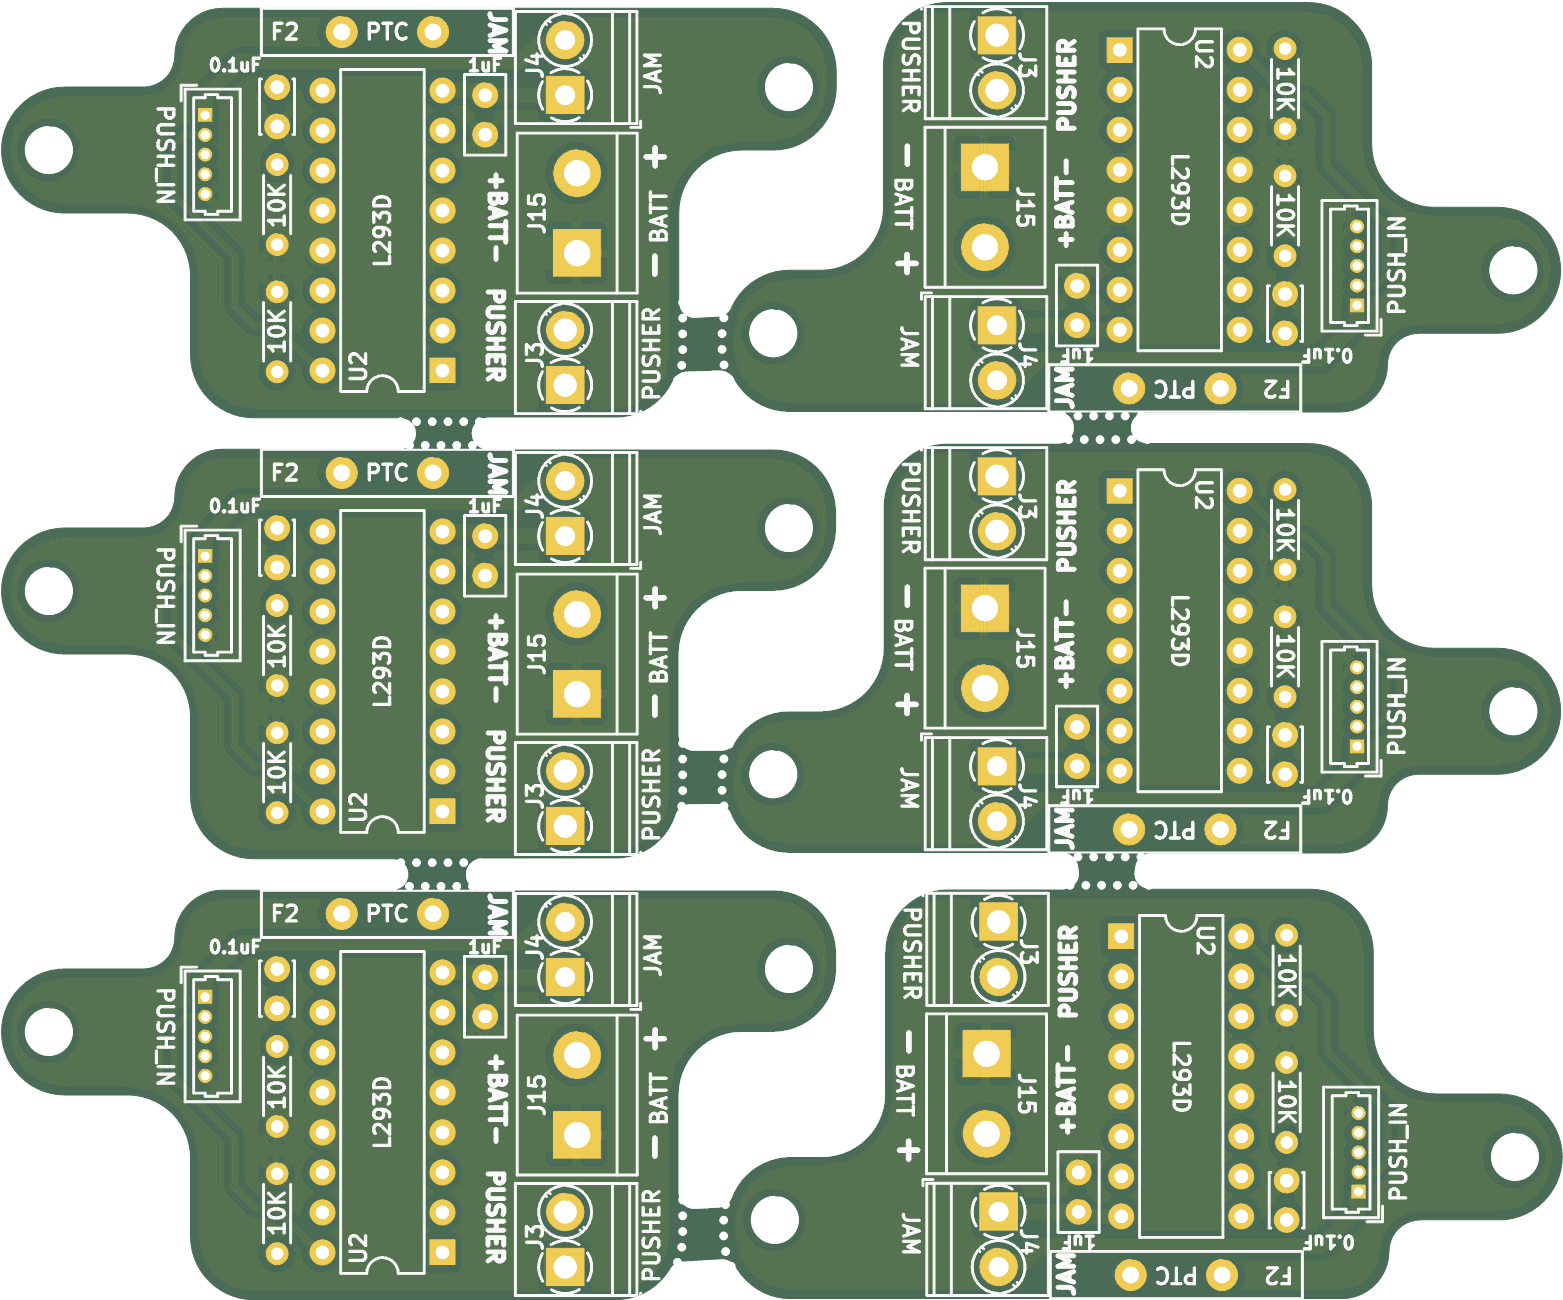 F2 PTC JAM
0.1uF 1uF
J4 JAM
PUSH_IN
10K
L293D
+BATT-
J15
+ BATT -
10K
U2
PUSHER
J3 PUSHER
PUSHER J3
PUSHER
U2
10K
- BATT +
J15
+BATT-
L293D
10K
PUSH_IN
JAM J4
1uF
0.1uF
JAM PTC F2
F2 PTC JAM
0.1uF 1uF
J4 JAM
PUSH_IN
10K
L293D
+BATT-
J15
+ BATT -
10K
U2
PUSHER
J3 PUSHER
PUSHER J3
PUSHER
U2
10K
- BATT +
J15
+BATT-
L293D
10K
PUSH_IN
JAM J4
1uF
0.1uF
JAM PTC F2
F2 PTC JAM
0.1uF 1uF
J4 JAM
PUSH_IN
10K
L293D
+BATT-
J15
+ BATT -
10K
U2
PUSHER
J3 PUSHER
PUSHER J3
PUSHER
U2
10K
- BATT +
J15
+BATT-
L293D
10K
PUSH_IN
JAM J4
1uF
0.1uF
JAM PTC F2